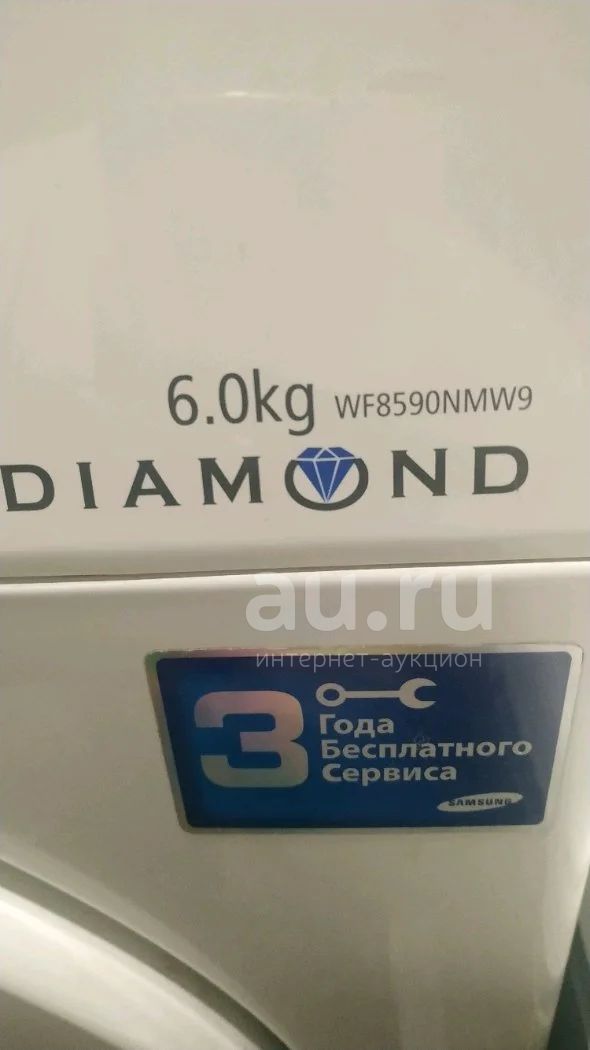 6.0kg WF8590NMW9
DIAMOND
au.ru
интернет-аукцион
3 Года
Бесплатного
Сервиса
SAMSUNG